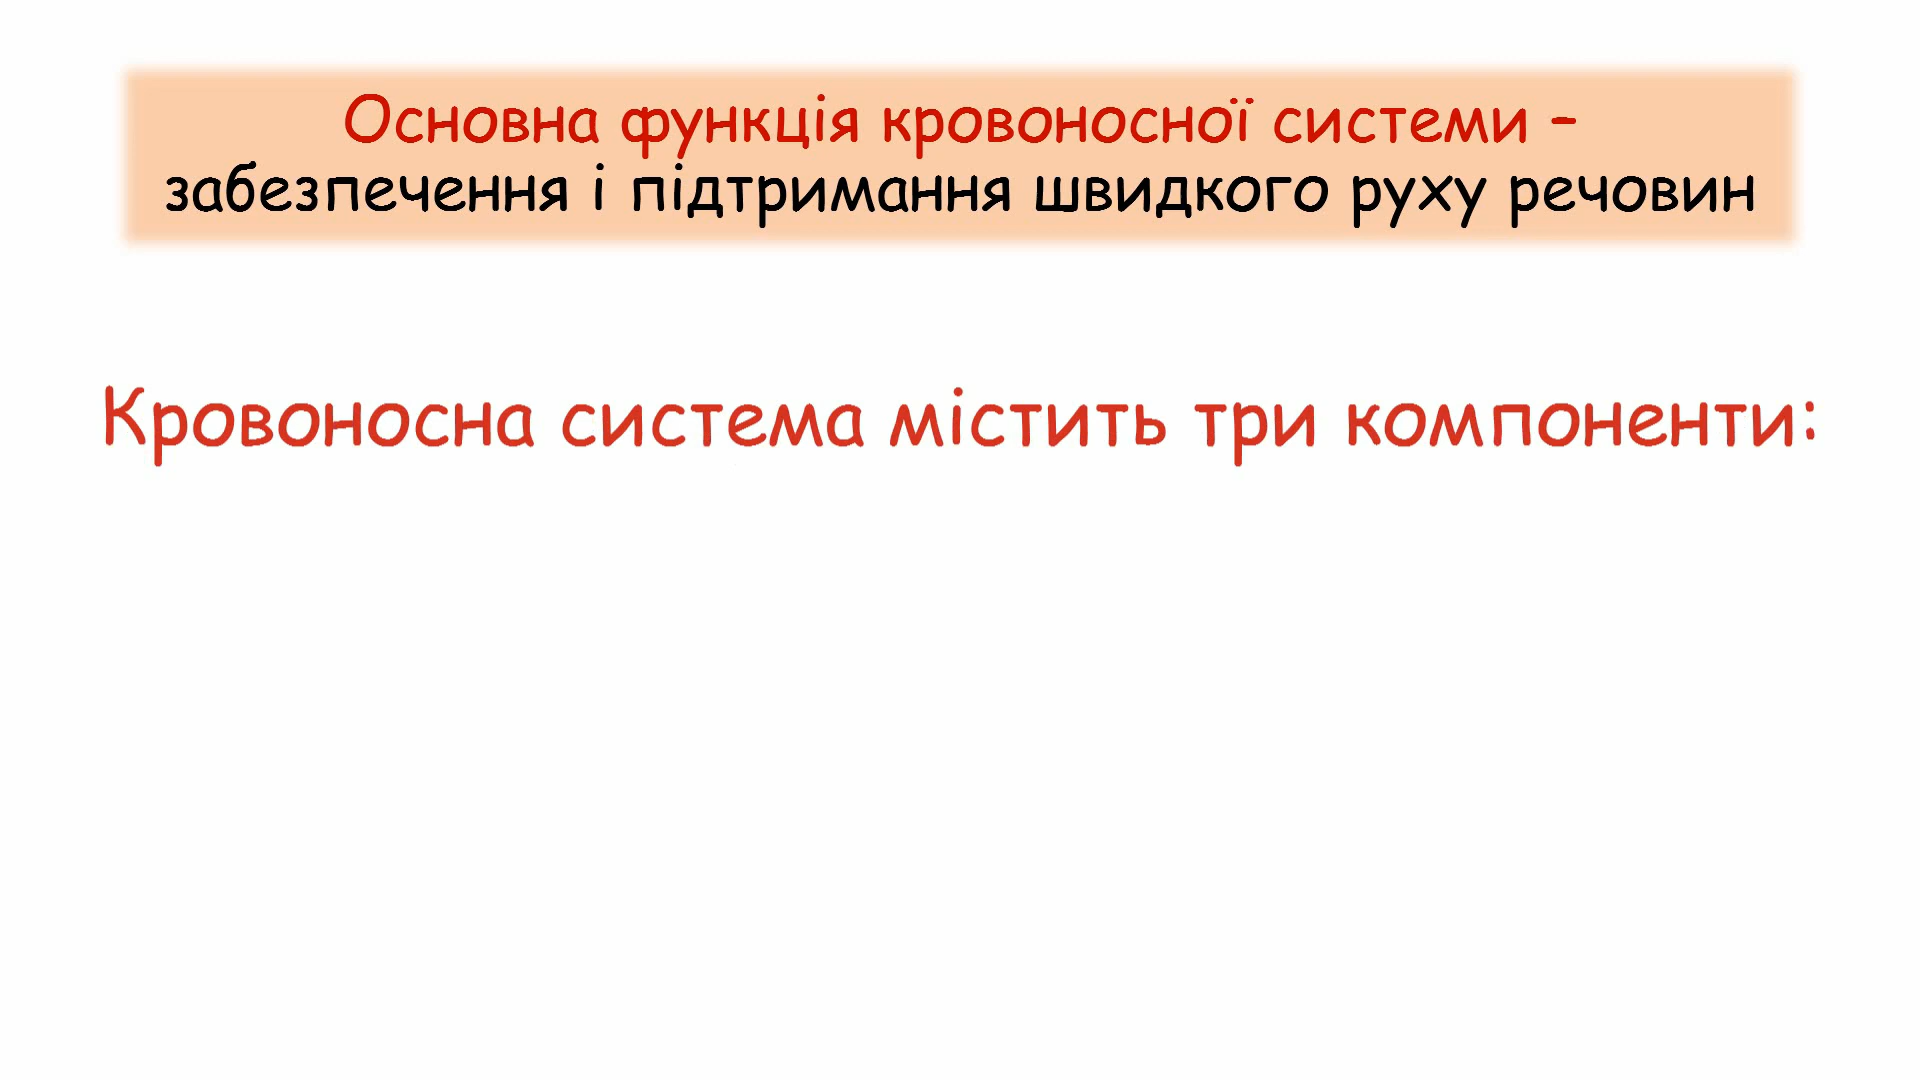 Основна функція кровоносної системи –
забезпечення і підтримання швидкого руху речовин
Кровоносна система містить три компоненти: